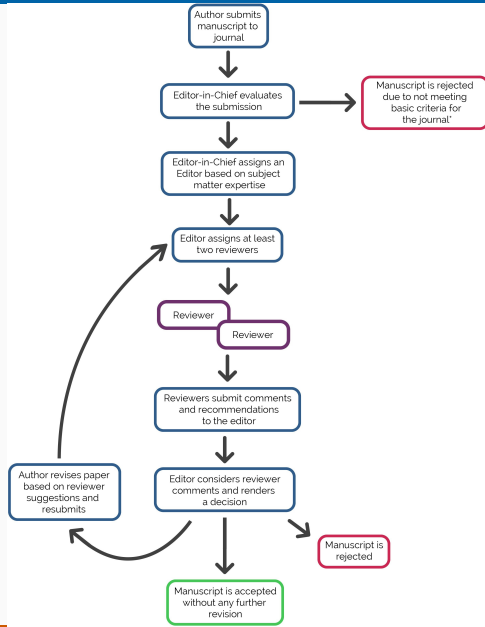 Author submits
manuscript to
journal
Editor-in-Chief evaluates
the submission
Manuscript is rejected
due to not meeting
basic criteria for
the journal*
Editor-in-Chief assigns an
Editor based on subject
matter expertise
Editor assigns at least
two reviewers
Reviewer
Reviewer
Reviewers submit comments
and recommendations
to the editor
Author revises paper
based on reviewer
suggestions and
resubmits
Editor considers reviewer
comments and renders
a decision
Manuscript is
rejected
Manuscript is accepted
without any further
revision